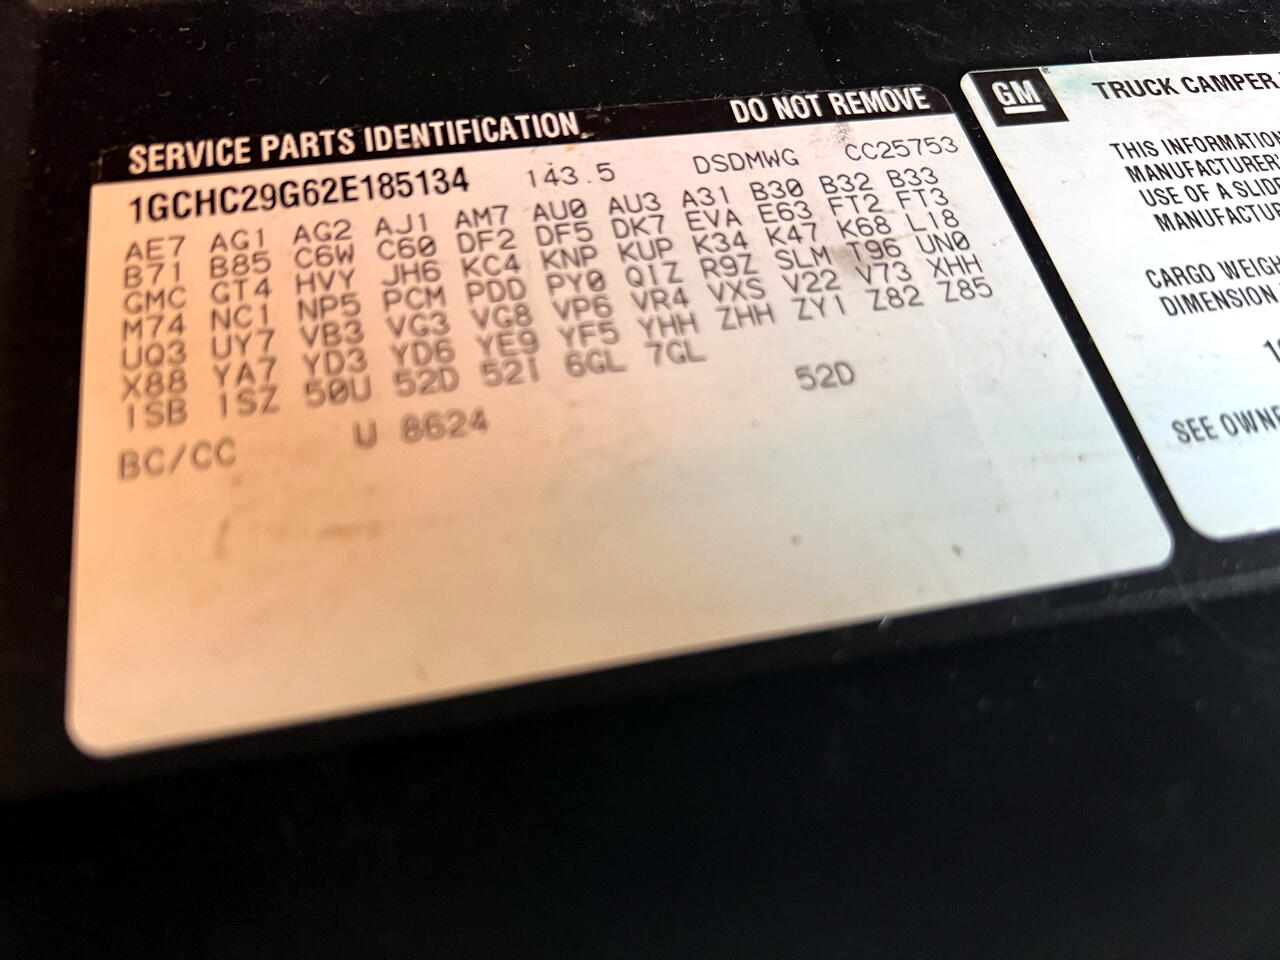 SERVICE PARTS IDENTIFICATION DO NOT REMOVE
1GCHC29G62E185134 143.5 DSDMWG CC25753
AE7 AG1 AG2 AJ1 AM7 AU0 AU3 A31 B30 B32 B33
B71 B85 C6W C60 DF2 DF5 DK7 EVA E63 FT2 FT3
GMC GT4 HVY JH6 KC4 KNP KUP K34 K47 K68 L18
M74 NC1 NP5 PCM PDD PY0 QIZ R9Z SLM T96 UN0
UQ3 UY7 VB3 VG3 VG8 VP6 VR4 VXS V22 V73 XHH
X88 YA7 YD3 YD6 YE9 YF5 YHH ZHH ZY1 Z82 Z85
1SB 1SZ 50U 52D 52I 6GL 7GL
BC/CC U 8624 52D
GM
TRUCK CAMPER
THIS INFORMATION
MANUFACTURER
USE OF A SLIDE
MANUFACTU
CARGO WEIGH
DIMENSION
SEE OWNE